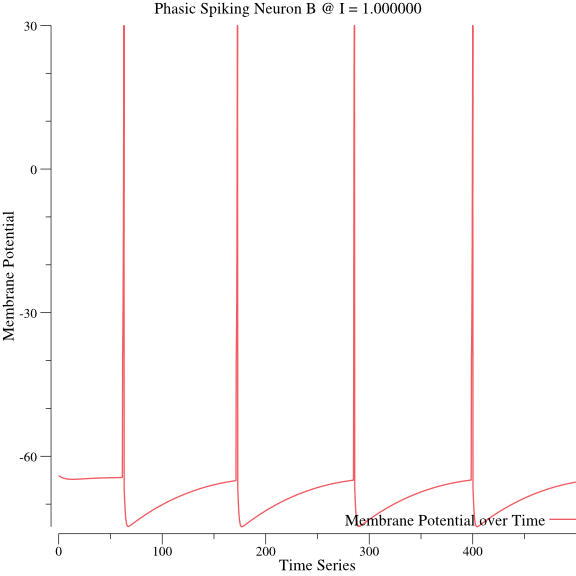 Phasic Spiking Neuron B @ I = 1.000000
30
0
-30
-60
Membrane Potential
Membrane Potential over Time
0
100
200
300
400
Time Series